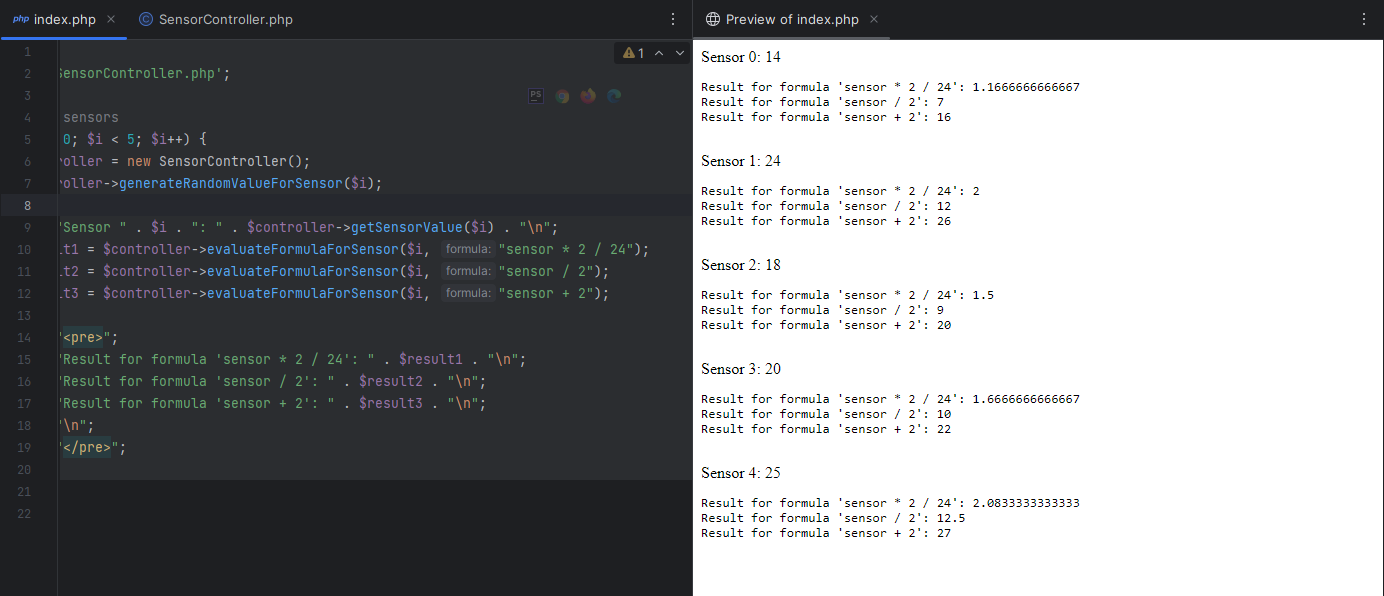 php index.php
SensorController.php
1
1
2 SensorController.php';
3
4 sensors
5 0; $i < 5; $i++) {
6 roller = new SensorController();
7 roller->generateRandomValueForSensor($i);
8
9 "Sensor " . $i . ": " . $controller->getSensorValue($i) . "\n";
10 lt1 = $controller->evaluateFormulaForSensor($i, formula: "sensor * 2 / 24");
11 lt2 = $controller->evaluateFormulaForSensor($i, formula: "sensor / 2");
12 lt3 = $controller->evaluateFormulaForSensor($i, formula: "sensor + 2");
13
14 "<pre>";
15 "Result for formula 'sensor * 2 / 24': " . $result1 . "\n";
16 "Result for formula 'sensor / 2': " . $result2 . "\n";
17 "Result for formula 'sensor + 2': " . $result3 . "\n";
18 "\n";
19 "</pre>";
20
21
22
PS
Preview of index.php
Sensor 0: 14
Result for formula 'sensor * 2 / 24': 1.1666666666667
Result for formula 'sensor / 2': 7
Result for formula 'sensor + 2': 16
Sensor 1: 24
Result for formula 'sensor * 2 / 24': 2
Result for formula 'sensor / 2': 12
Result for formula 'sensor + 2': 26
Sensor 2: 18
Result for formula 'sensor * 2 / 24': 1.5
Result for formula 'sensor / 2': 9
Result for formula 'sensor + 2': 20
Sensor 3: 20
Result for formula 'sensor * 2 / 24': 1.6666666666667
Result for formula 'sensor / 2': 10
Result for formula 'sensor + 2': 22
Sensor 4: 25
Result for formula 'sensor * 2 / 24': 2.0833333333333
Result for formula 'sensor / 2': 12.5
Result for formula 'sensor + 2': 27